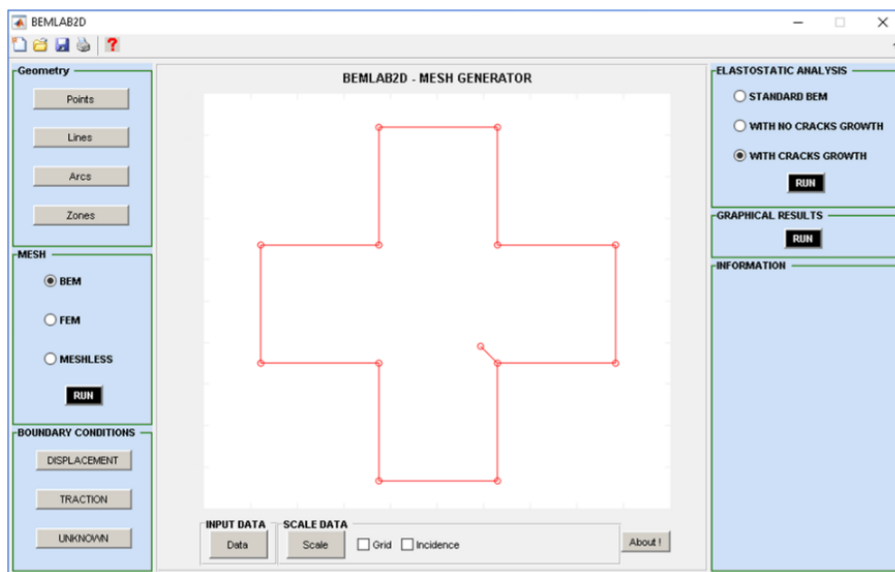 BEMLAB2D
Geometry
Points
Lines
Arcs
Zones
MESH
BEM
FEM
MESHLESS
RUN
BOUNDARY CONDITIONS
DISPLACEMENT
TRACTION
UNKNOWN
BEMLAB2D - MESH GENERATOR
INPUT DATA
Data
SCALE DATA
Scale
Grid
Incidence
About !
ELASTOSTATIC ANALYSIS
STANDARD BEM
WITH NO CRACKS GROWTH
WITH CRACKS GROWTH
RUN
GRAPHICAL RESULTS
RUN
INFORMATION